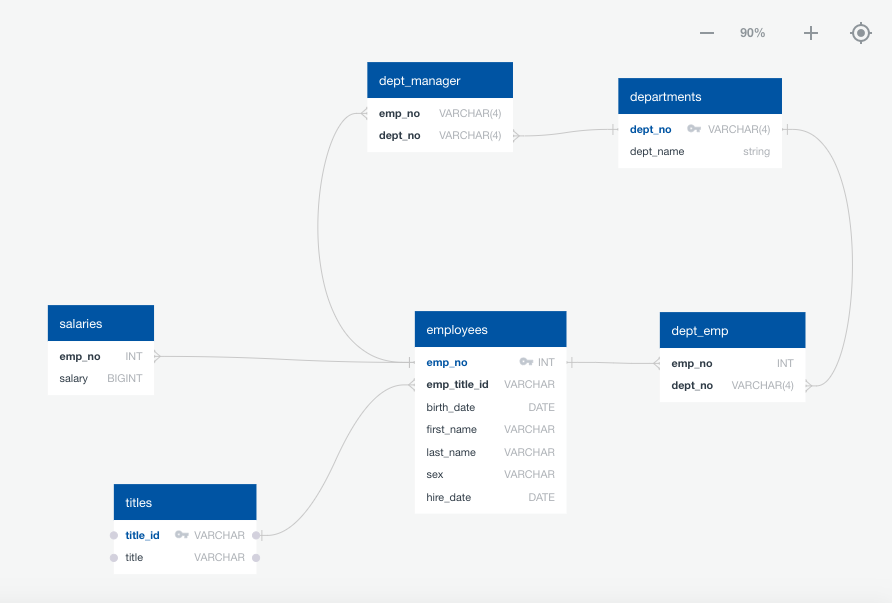 90%
dept_manager
emp_no VARCHAR(4)
dept_no VARCHAR(4)
departments
dept_no VARCHAR(4)
dept_name string
salaries
emp_no INT
salary BIGINT
employees
emp_no INT
emp_title_id VARCHAR
birth_date DATE
first_name VARCHAR
last_name VARCHAR
sex VARCHAR
hire_date DATE
dept_emp
emp_no INT
dept_no VARCHAR(4)
titles
title_id VARCHAR
title VARCHAR